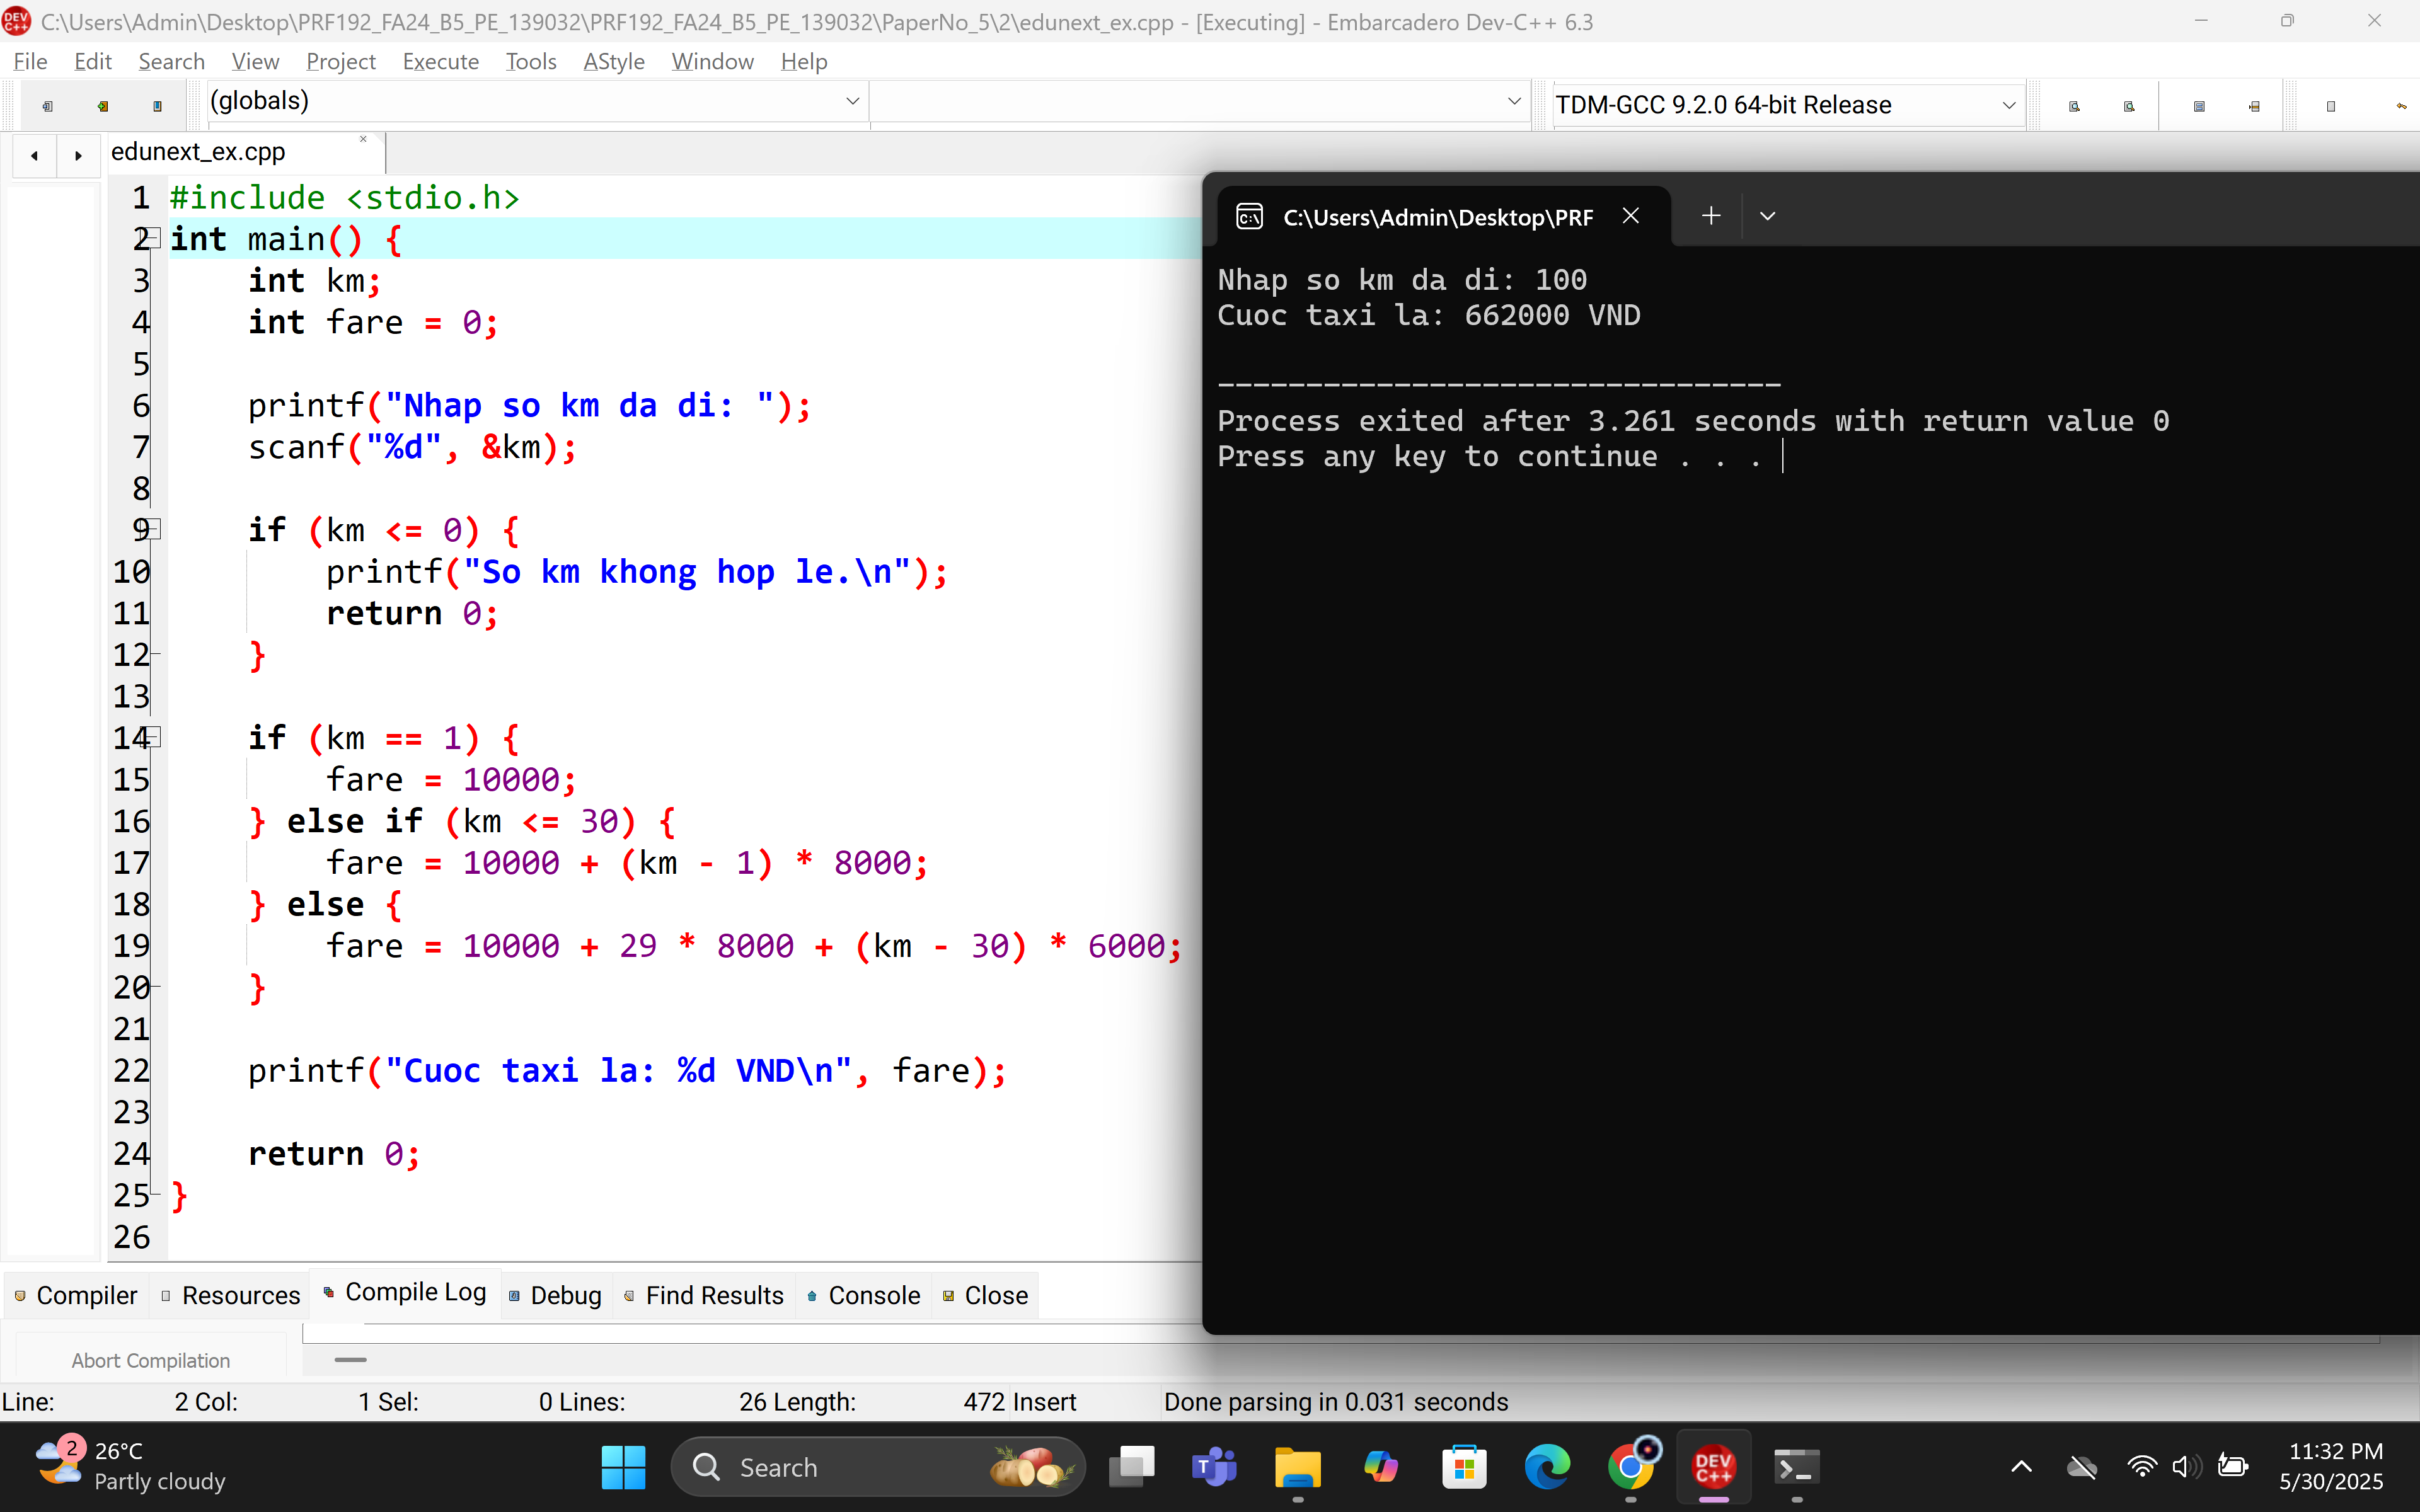 C:\Users\Admin\Desktop\PRF192_FA24_B5_PE_139032\PRF192_FA24_B5_PE_139032\PaperNo_5\2\edunext_ex.cpp - [Executing] - Embarcadero Dev-C++ 6.3
File Edit Search View Project Execute Tools AStyle Window Help
(globals) TDM-GCC 9.2.0 64-bit Release
edunext_ex.cpp
1 #include <stdio.h>
2 int main() {
3 int km;
4 int fare = 0;
5
6 printf("Nhap so km da di: ");
7 scanf("%d", &km);
8
9 if (km <= 0) {
10 printf("So km khong hop le.\n");
11 return 0;
12 }
13
14 if (km == 1) {
15 fare = 10000;
16 } else if (km <= 30) {
17 fare = 10000 + (km - 1) * 8000;
18 } else {
19 fare = 10000 + 29 * 8000 + (km - 30) * 6000;
20 }
21
22 printf("Cuoc taxi la: %d VND\n", fare);
23
24 return 0;
25 }
26
C:\Users\Admin\Desktop\PRF
Nhap so km da di: 100
Cuoc taxi la: 662000 VND
--------------------------------
Process exited after 3.261 seconds with return value 0
Press any key to continue . . .
Compiler Resources Compile Log Debug Find Results Console Close
Abort Compilation
Line: 2 Col: 1 Sel: 0 Lines: 26 Length: 472 Insert Done parsing in 0.031 seconds
2 26°C
Partly cloudy
Search
DEV C++
11:32 PM
5/30/2025